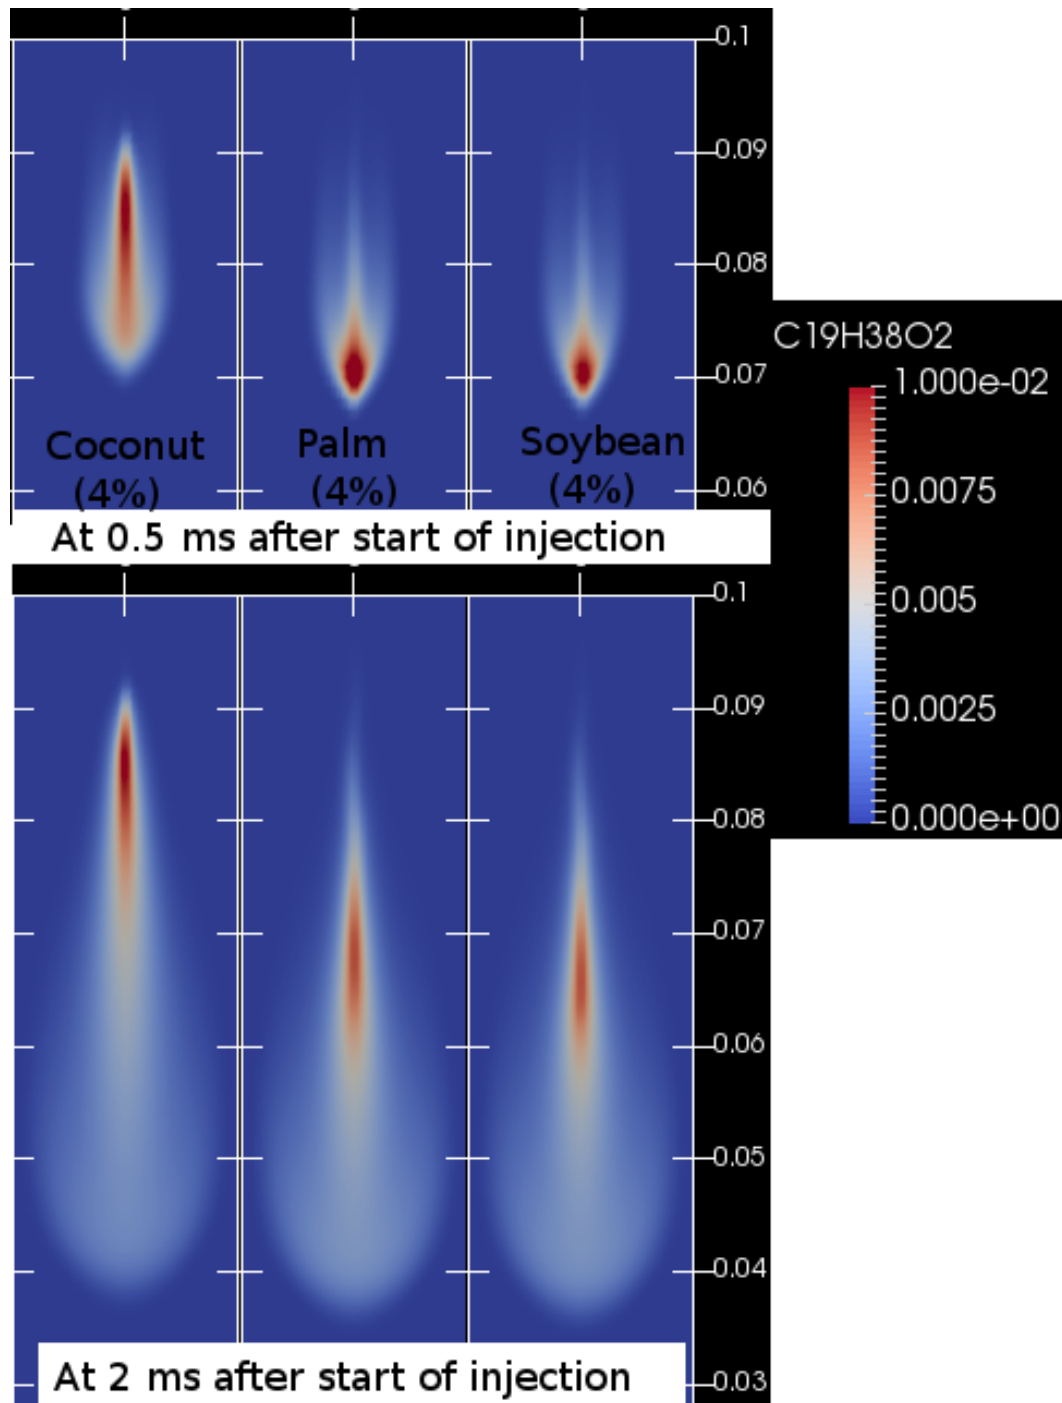 0.1
0.09
0.08
0.07
Coconut Palm Soybean
(4%) (4%) (4%)
0.06
At 0.5 ms after start of injection
C19H38O2
1.000e-02
0.0075
0.005
0.0025
0.000e+00
0.1
0.09
0.08
0.07
0.06
0.05
0.04
0.03
At 2 ms after start of injection